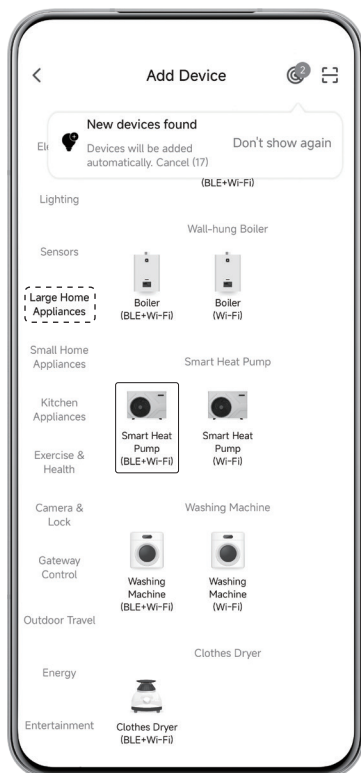 Add Device
2
New devices found
Devices will be added
automatically. Cancel (17)
Don't show again
El
(BLE+Wi-Fi)
Lighting
Wall-hung Boiler
Sensors
Boiler
(BLE+Wi-Fi)
Boiler
(Wi-Fi)
Large Home
Appliances
Small Home
Appliances
Smart Heat Pump
Kitchen
Appliances
Smart Heat
Pump
(BLE+Wi-Fi)
Smart Heat
Pump
(Wi-Fi)
Exercise &
Health
Camera &
Lock
Washing Machine
Gateway
Control
Washing
Machine
(BLE+Wi-Fi)
Washing
Machine
(Wi-Fi)
Outdoor Travel
Clothes Dryer
Energy
Entertainment
Clothes Dryer
(BLE+Wi-Fi)